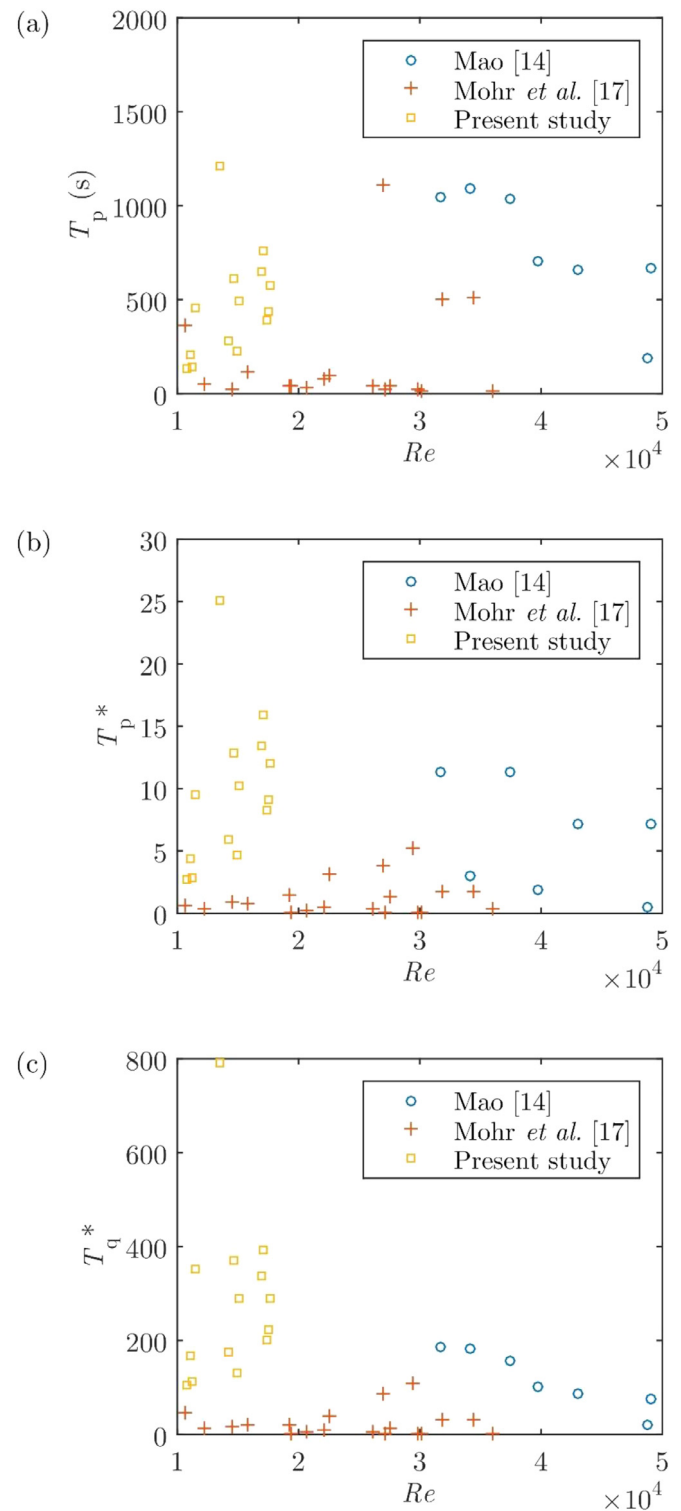 (a)
2000
1500
1000
500
0
T_p (s)
Mao [14]
Mohr et al. [17]
Present study
1 2 3 4 5
Re
×10^4
(b)
30
25
20
15
10
5
0
T_p*
Mao [14]
Mohr et al. [17]
Present study
1 2 3 4 5
Re
×10^4
(c)
800
600
400
200
0
T_q*
Mao [14]
Mohr et al. [17]
Present study
1 2 3 4 5
Re
×10^4